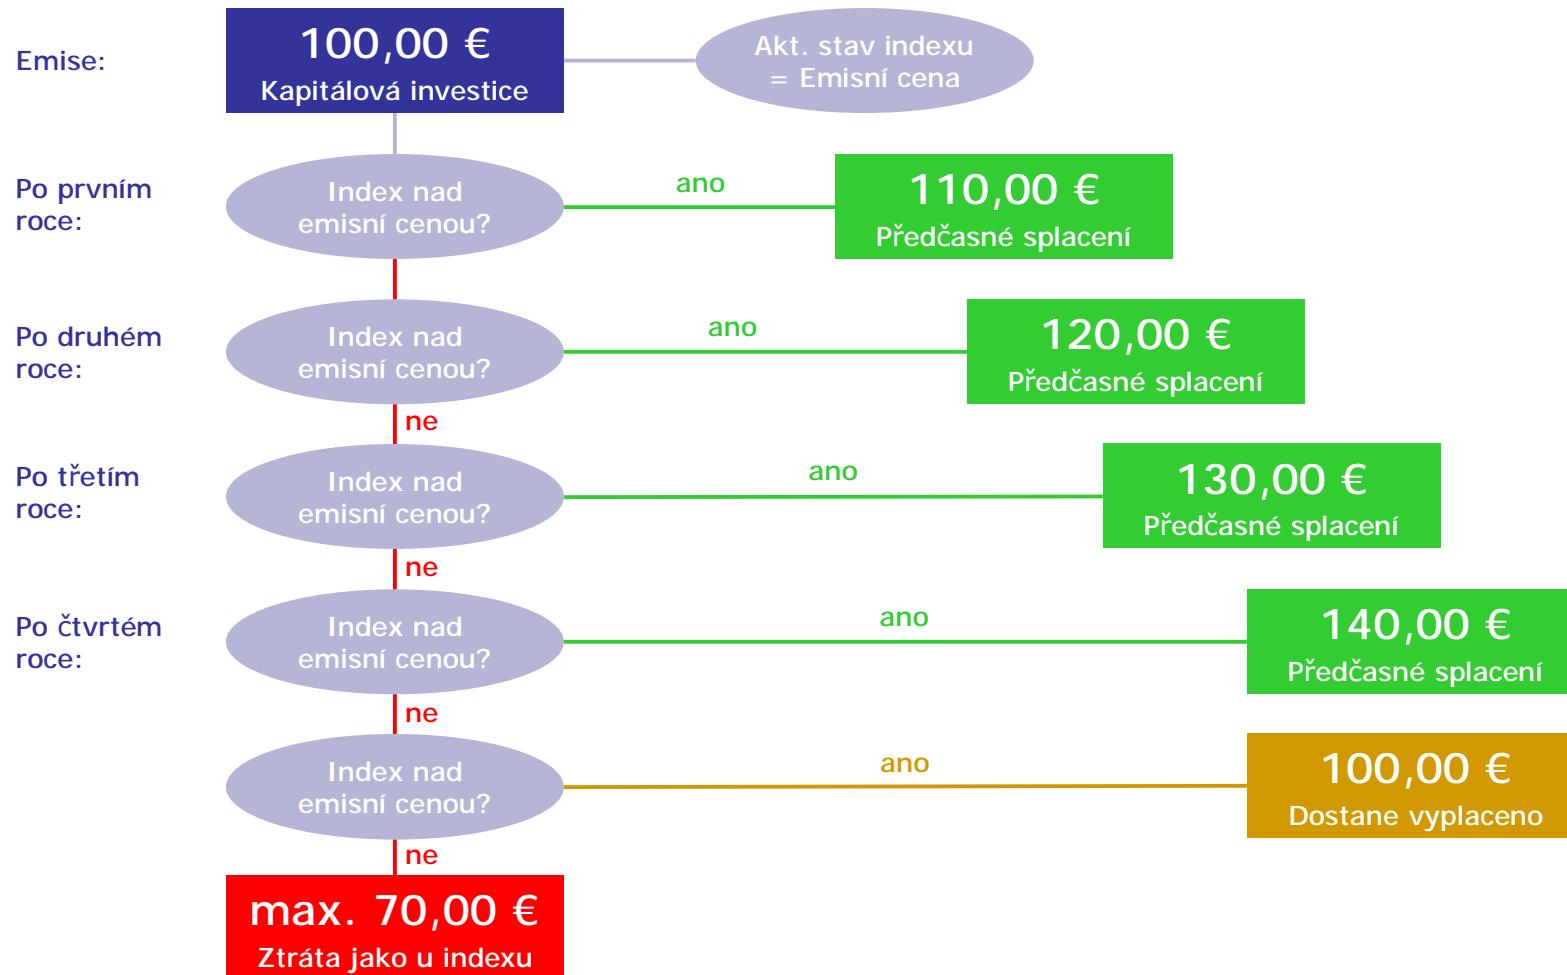 Emise:
100,00 €
Kapitálová investice
Akt. stav indexu
= Emisní cena
Po prvním
roce:
Index nad
emisní cenou?
ano
110,00 €
Předčasné splacení
Po druhém
roce:
Index nad
emisní cenou?
ano
120,00 €
Předčasné splacení
ne
Po třetím
roce:
Index nad
emisní cenou?
ano
130,00 €
Předčasné splacení
ne
Po čtvrtém
roce:
Index nad
emisní cenou?
ano
140,00 €
Předčasné splacení
ne
Index nad
emisní cenou?
ano
100,00 €
Dostane vyplaceno
ne
max. 70,00 €
Ztráta jako u indexu